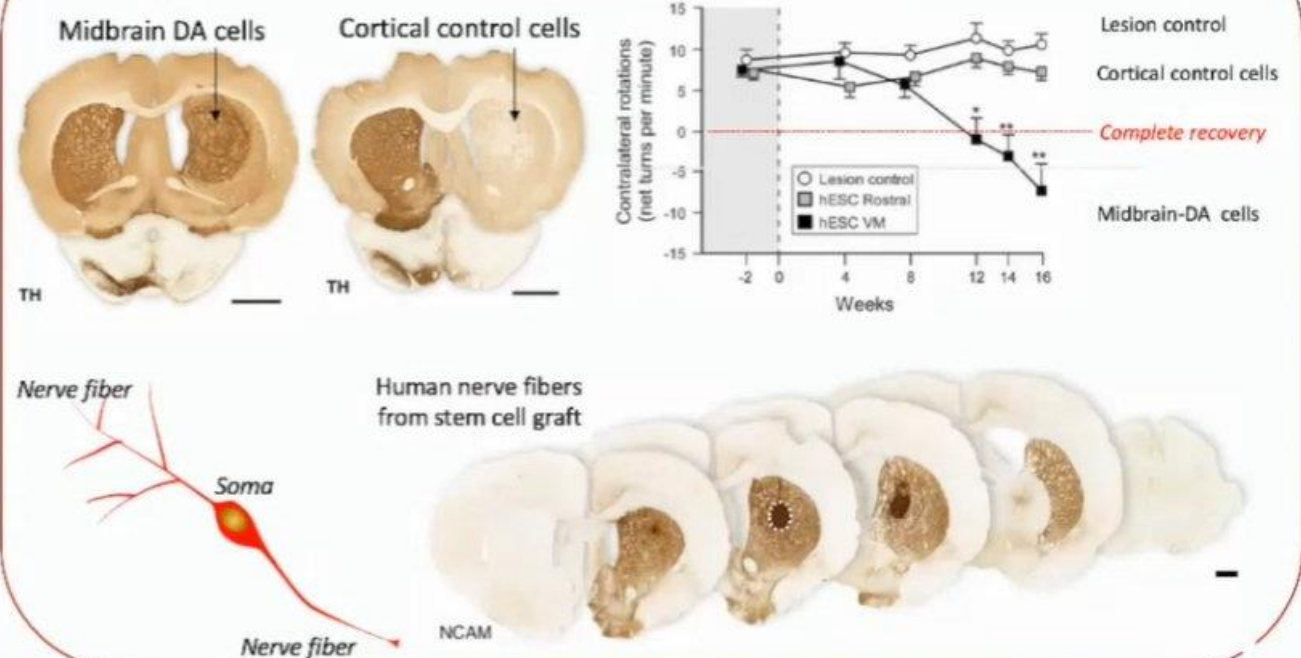 Midbrain DA cells
Cortical control cells
TH
TH
Contralateral rotations
(net turns per minute)
15
10
5
0
-5
-10
-15
*
**
**
Lesion control
hESC Rostral
hESC VM
-2 0 4 8 12 14 16
Weeks
Lesion control
Cortical control cells
Complete recovery
Midbrain-DA cells
Nerve fiber
Soma
Nerve fiber
Human nerve fibers
from stem cell graft
NCAM